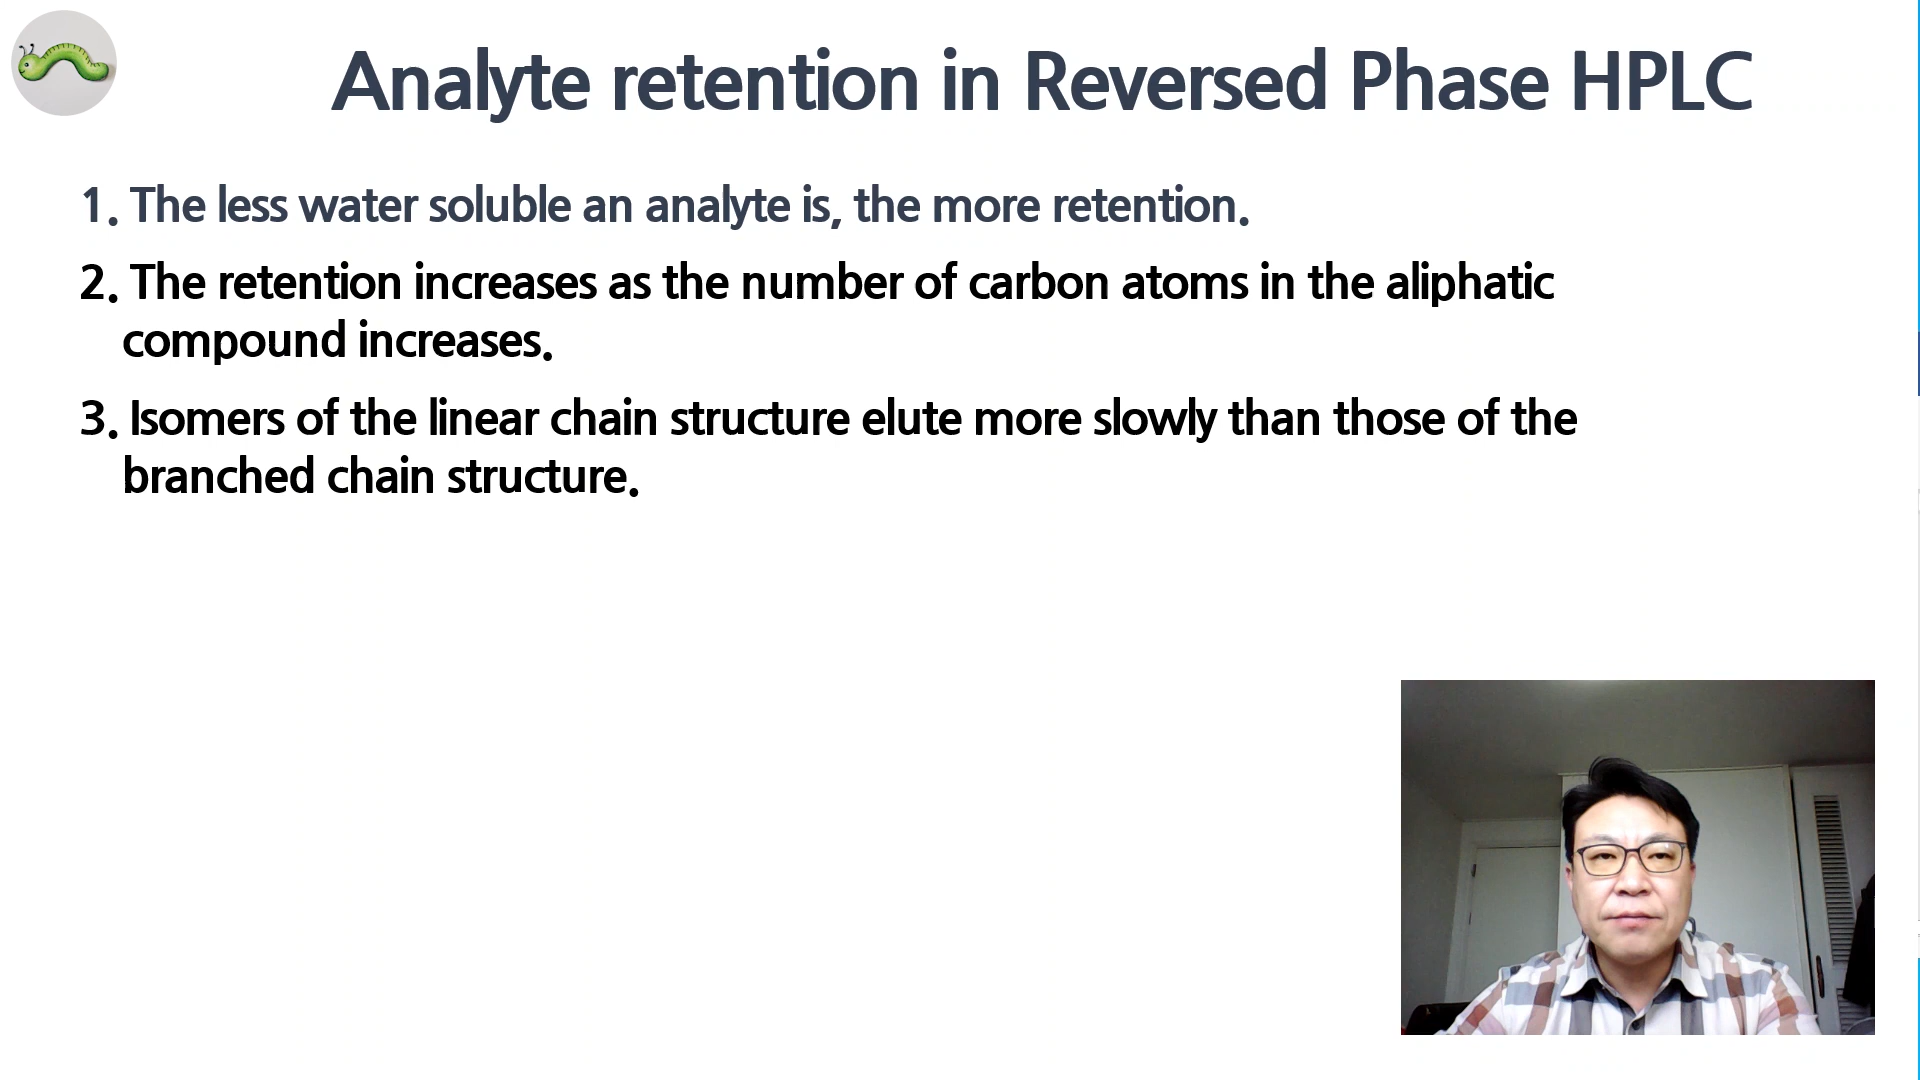 Analyte retention in Reversed Phase HPLC
1. The less water soluble an analyte is, the more retention.
2. The retention increases as the number of carbon atoms in the aliphatic
compound increases.
3. Isomers of the linear chain structure elute more slowly than those of the
branched chain structure.